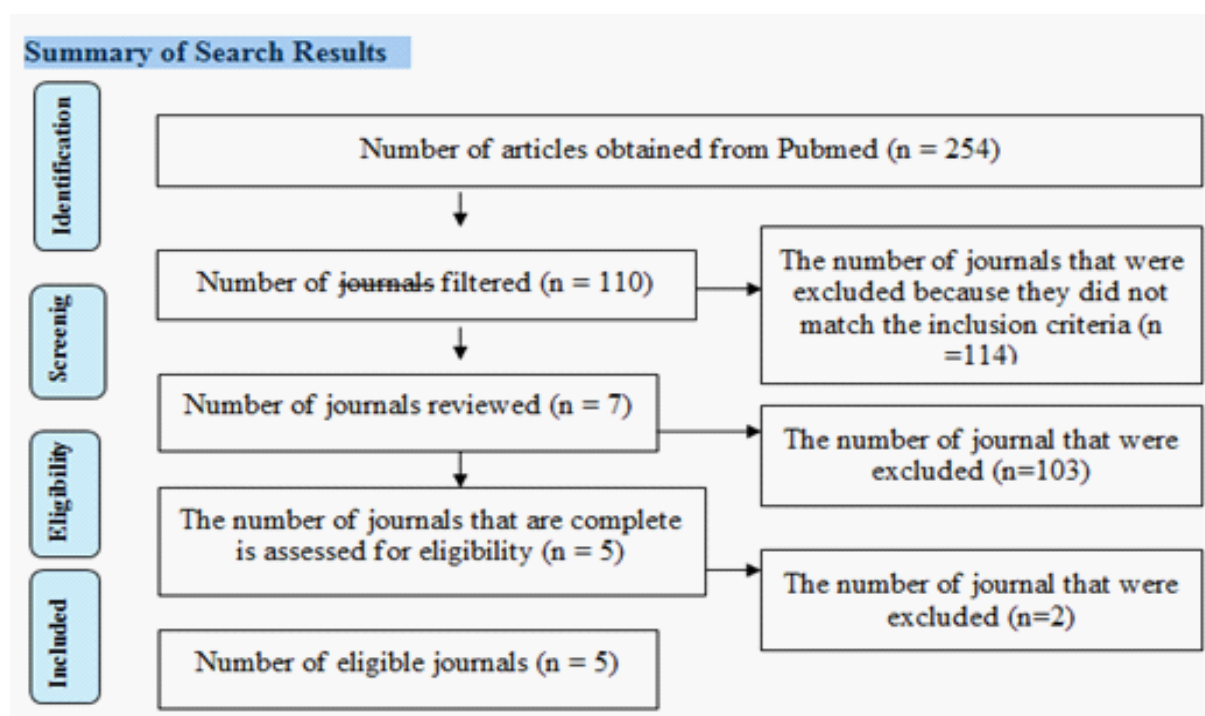 Summary of Search Results
Identification
Number of articles obtained from Pubmed (n = 254)
Number of journals filtered (n = 110)
The number of journals that were
excluded because they did not
match the inclusion criteria (n
=114)
Screenig
Number of journals reviewed (n = 7)
The number of journal that were
excluded (n=103)
Eligibility
The number of journals that are complete
is assessed for eligibility (n = 5)
The number of journal that were
excluded (n=2)
Included
Number of eligible journals (n = 5)